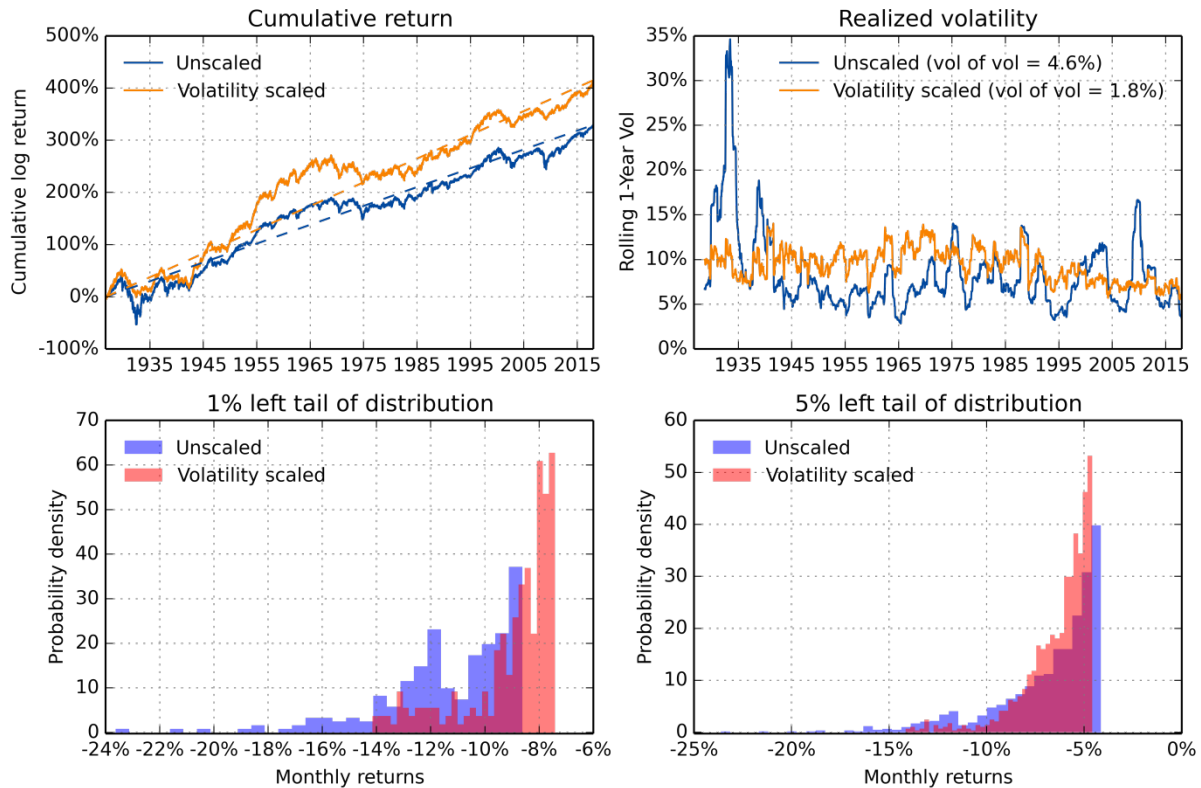 Cumulative return
500%
400%
300%
200%
100%
0%
-100%
Cumulative log return
Unscaled
Volatility scaled
1935 1945 1955 1965 1975 1985 1995 2005 2015
Realized volatility
35%
30%
25%
20%
15%
10%
5%
0%
Rolling 1-Year Vol
Unscaled (vol of vol = 4.6%)
Volatility scaled (vol of vol = 1.8%)
1935 1945 1955 1965 1975 1985 1995 2005 2015
1% left tail of distribution
70
60
50
40
30
20
10
0
Probability density
Unscaled
Volatility scaled
-24% -22% -20% -18% -16% -14% -12% -10% -8% -6%
Monthly returns
5% left tail of distribution
60
50
40
30
20
10
0
Probability density
Unscaled
Volatility scaled
-25% -20% -15% -10% -5% 0%
Monthly returns